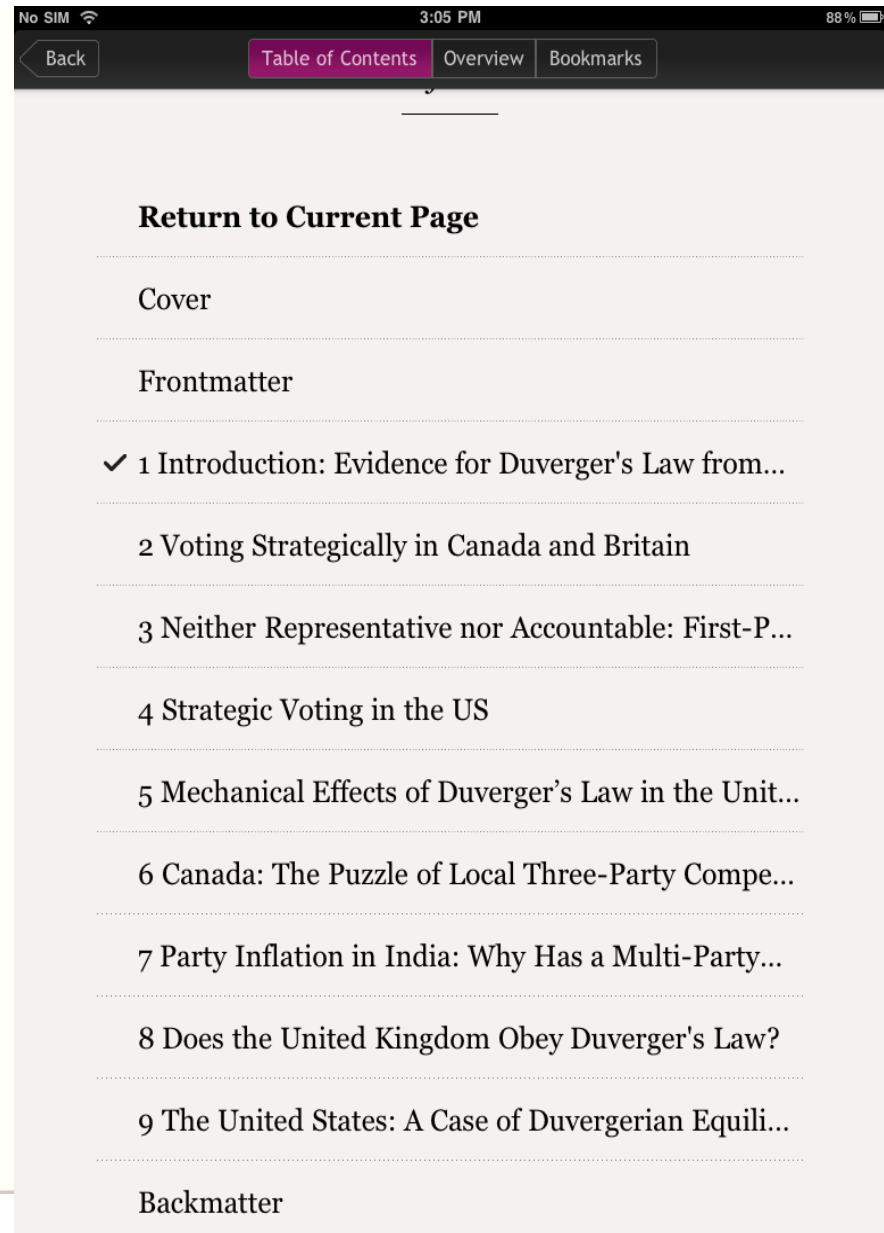 No SIM 3:05 PM 88%
Back Table of Contents Overview Bookmarks
Return to Current Page
Cover
Frontmatter
1 Introduction: Evidence for Duverger's Law from...
2 Voting Strategically in Canada and Britain
3 Neither Representative nor Accountable: First-P...
4 Strategic Voting in the US
5 Mechanical Effects of Duverger’s Law in the Unit...
6 Canada: The Puzzle of Local Three-Party Compe...
7 Party Inflation in India: Why Has a Multi-Party...
8 Does the United Kingdom Obey Duverger's Law?
9 The United States: A Case of Duvergerian Equili...
Backmatter